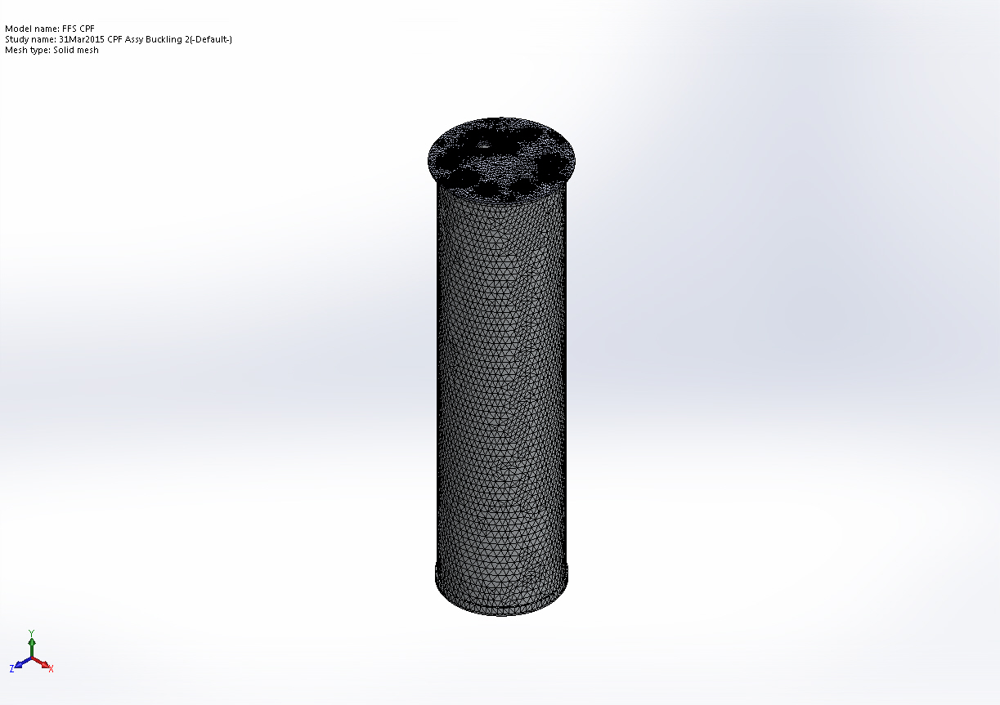 Model name: FFS CPF
Study name: 31Mar2015 CPF Assy Buckling 2(-Default-)
Mesh type: Solid mesh
Y
Z
X